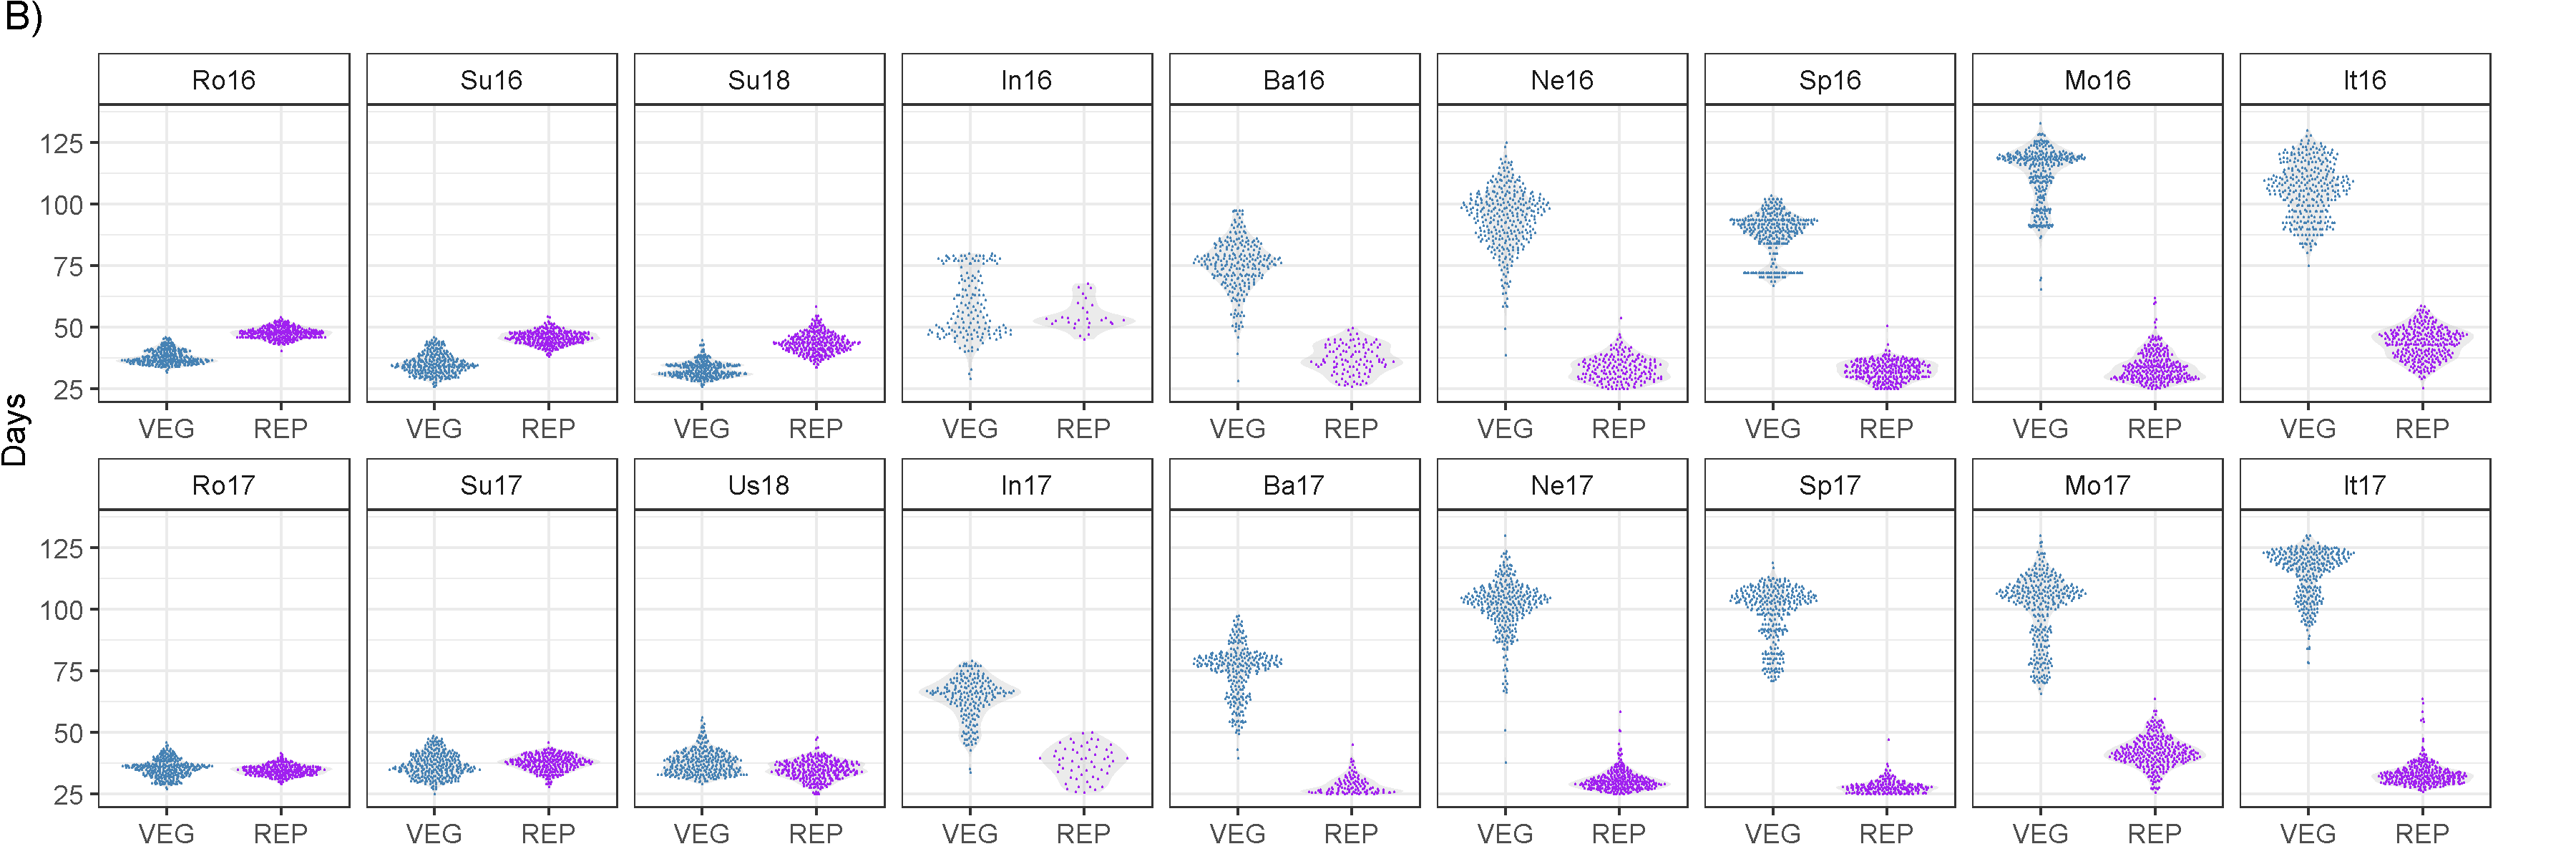 B)
Ro16 Su16 Su18 In16 Ba16 Ne16 Sp16 Mo16 It16
125
100
75
50
25
VEG REP VEG REP VEG REP VEG REP VEG REP VEG REP VEG REP VEG REP VEG REP
Days
Ro17 Su17 Us18 In17 Ba17 Ne17 Sp17 Mo17 It17
125
100
75
50
25
VEG REP VEG REP VEG REP VEG REP VEG REP VEG REP VEG REP VEG REP VEG REP